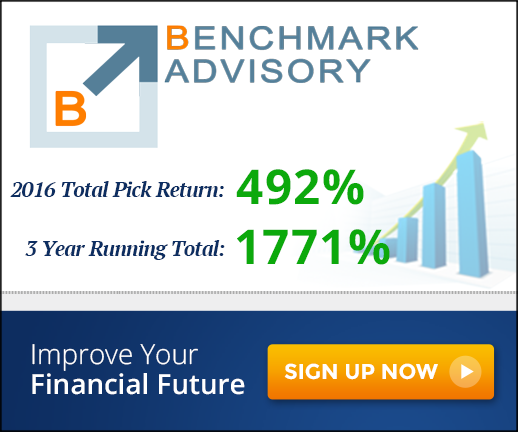 B
BENCHMARK
ADVISORY
2016 Total Pick Return: 492%
3 Year Running Total: 1771%
Improve Your
Financial Future
SIGN UP NOW